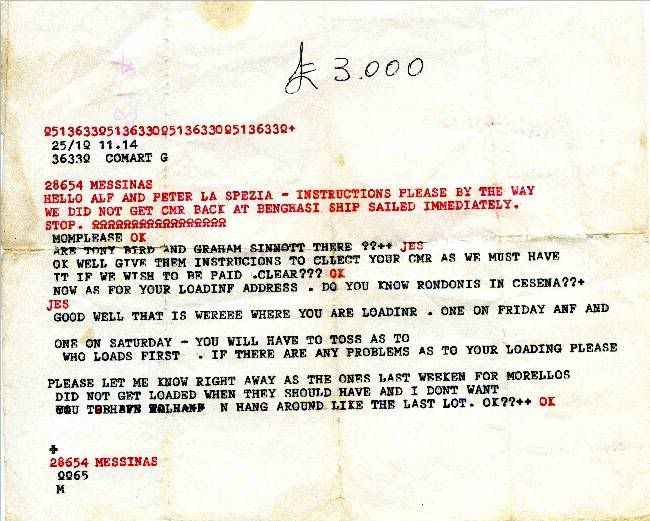 £ 3.000
0513633051363300513633005136330+
25/10 11.14
36330 COMART G
28654 MESSINAS
HELLO ALF AND PETER LA SPEZIA - INSTRUCTIONS PLEASE BY THE WAY
WE DID NOT GET CMR BACK AT BENGHASI SHIP SAILED IMMEDIATELY.
STOP.
MOMPLEASE OK
ARE TONY BIRD AND GRAHAM SINNOTT THERE ??++ JES
OK WELL GIVE THEM INSTRUCIONS TO CLLECT YOUR CMR AS WE MUST HAVE
IT IF WE WISH TO BE PAID .CLEAR??? OK
NOW AS FOR YOUR LOADINF ADDRESS . DO YOU KNOW RONDONIS IN CESENA??+
JES
GOOD WELL THAT IS WEREEE WHERE YOU ARE LOADINR . ONE ON FRIDAY ANF AND
ONE ON SATURDAY - YOU WILL HAVE TO TOSS AS TO
WHO LOADS FIRST . IF THERE ARE ANY PROBLEMS AS TO YOUR LOADING PLEASE
PLEASE LET ME KNOW RIGHT AWAY AS THE ONES LAST WEEKEN FOR MORELLOS
DID NOT GET LOADED WHEN THEY SHOULD HAVE AND I DONT WANT
N HANG AROUND LIKE THE LAST LOT. OK??++ OK
+
28654 MESSINAS
0065
M